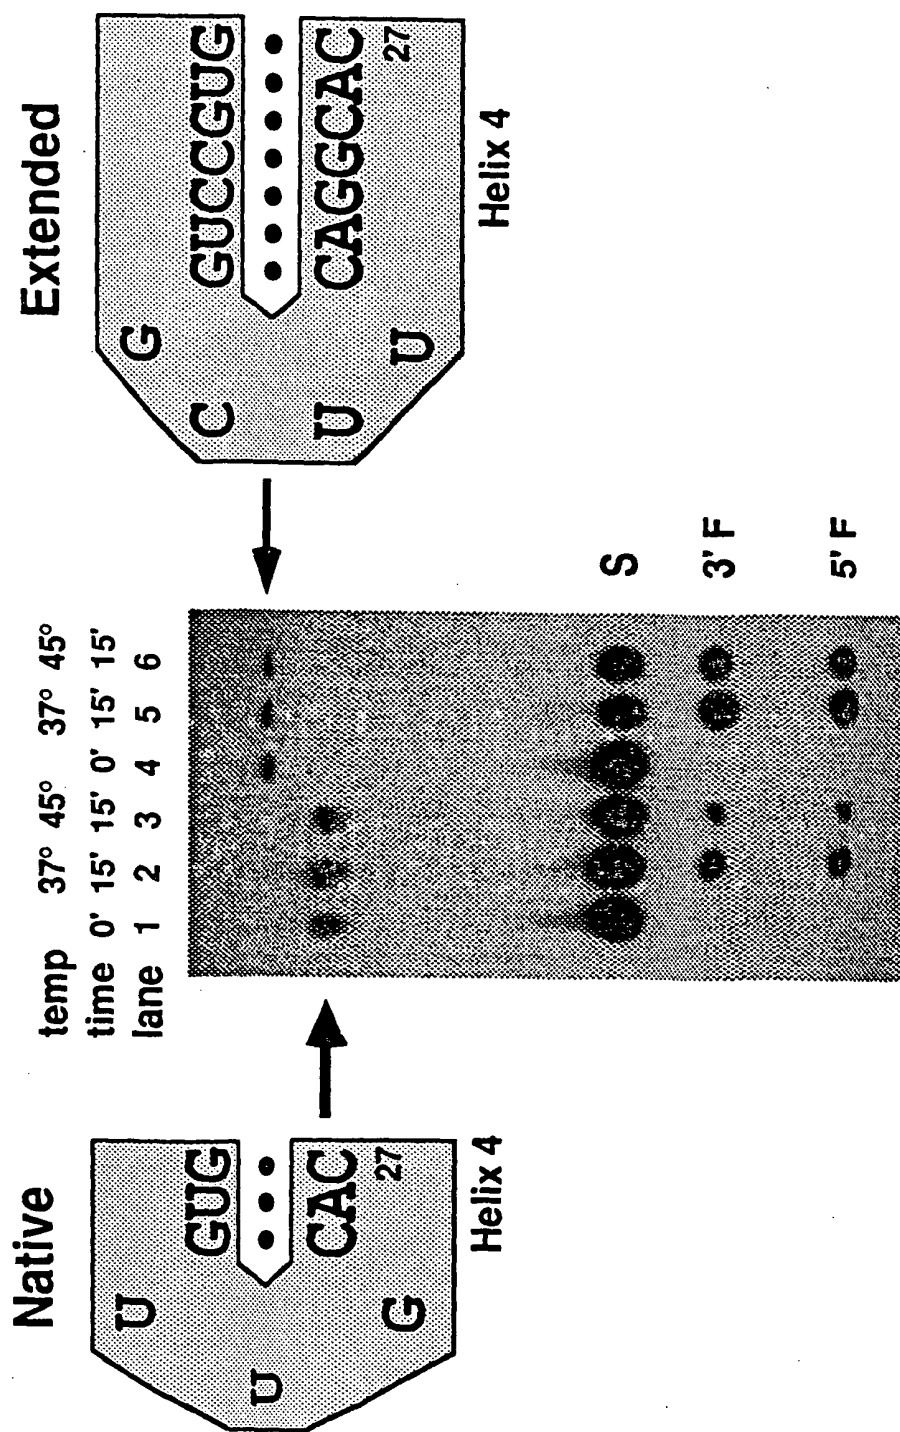 Native
U
GUG
U
CAC
G
27
Helix 4
temp 37° 45° 37° 45°
time 0' 15' 15' 0' 15' 15'
lane 1 2 3 4 5 6
S
3' F
5' F
Extended
G
GUCCGUG
C
U
CAGGCAC
U
27
Helix 4